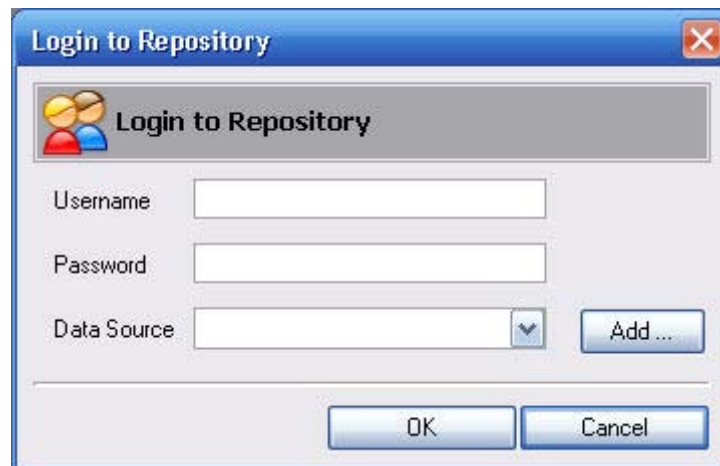 Login to Repository
Login to Repository
Username
Password
Data Source
Add ...
OK Cancel